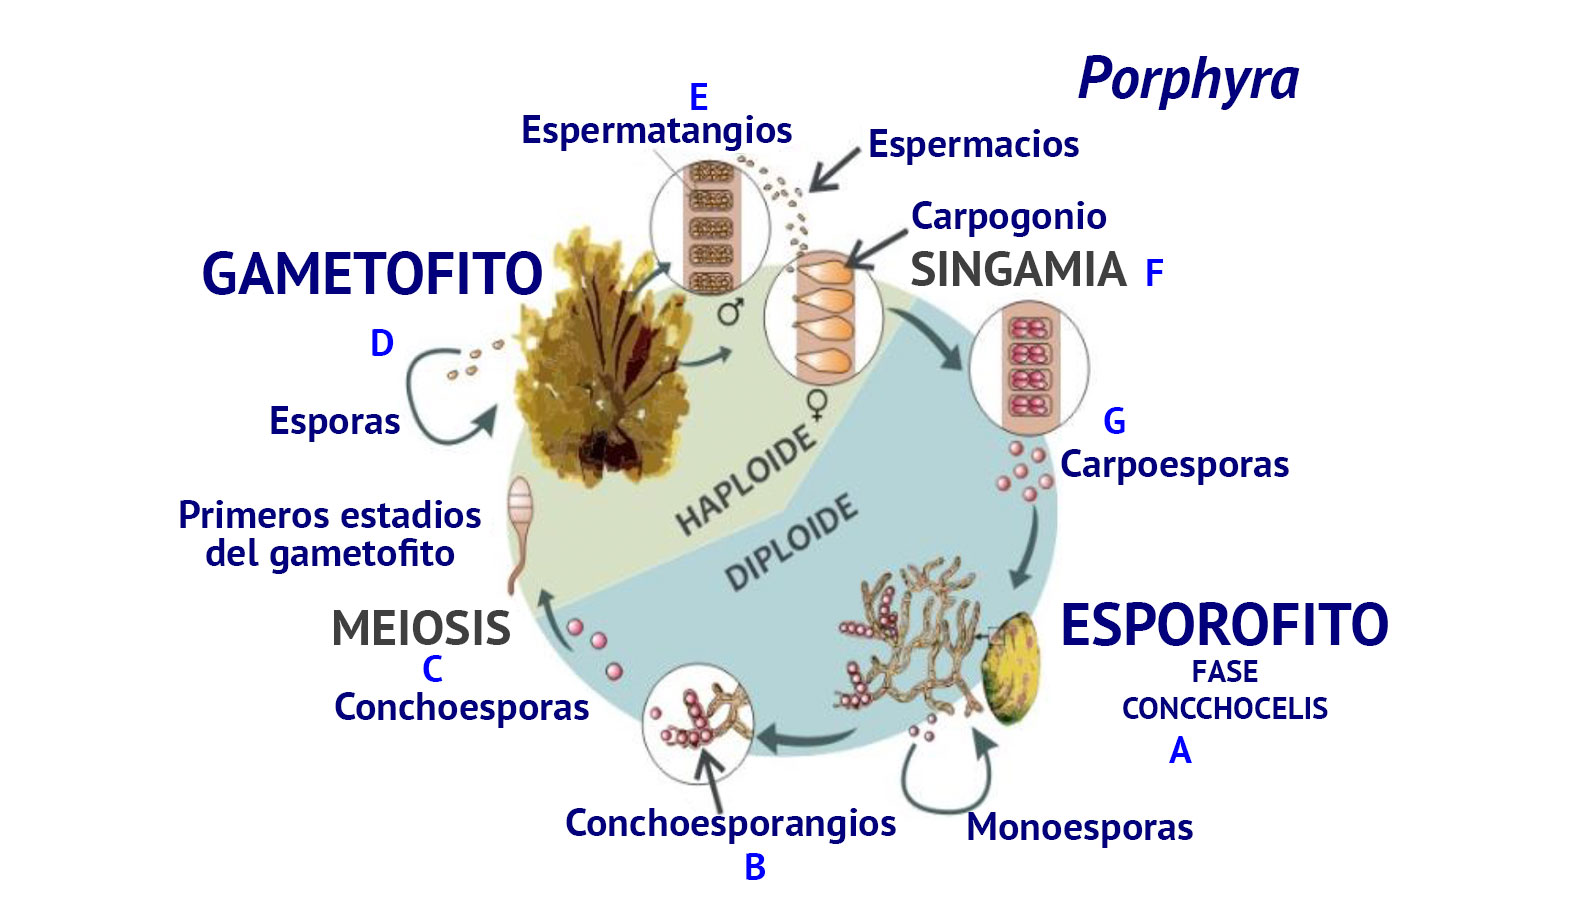 Porphyra
E
Espermatangios
Espermacios
Carpogonio
SINGAMIA F
GAMETOFITO
D
Esporas
♂
♀
G
Carpoesporas
HAPLOIDE
DIPLOIDE
Primeros estadios
del gametofito
MEIOSIS
C
Conchoesporas
ESPOROFITO
FASE
CONCCHOCELIS
A
Conchoesporangios
B
Monoesporas